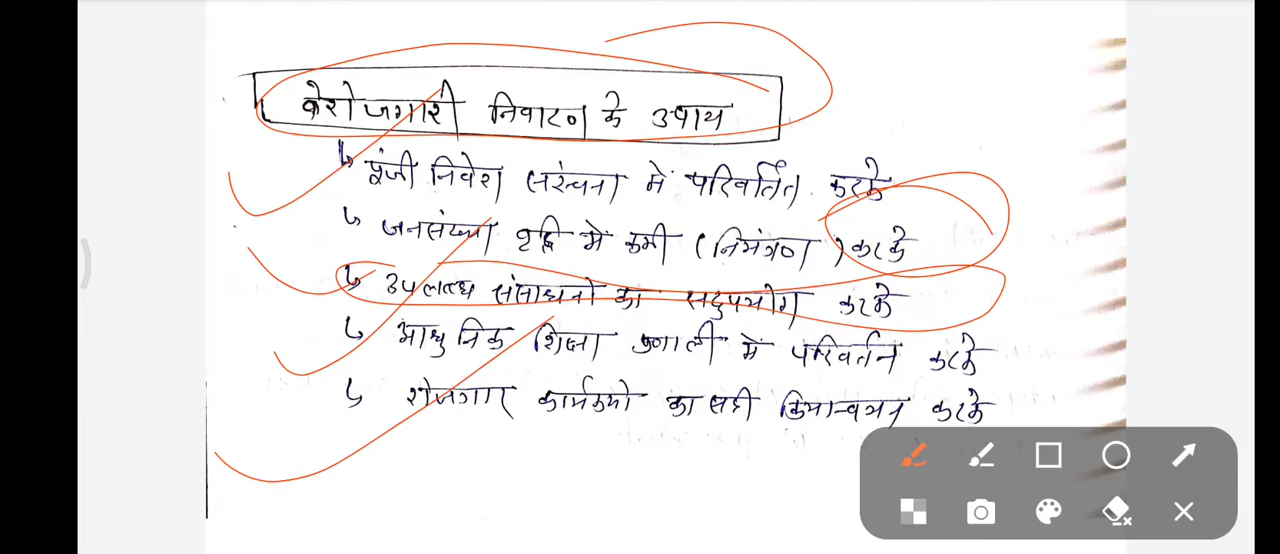 बेरोजगारी निवारण के उपाय
पूंजी निवेश संरचना में परिवर्तित करके
जनसंख्या वृद्धि में कमी (नियंत्रण) करके
उपलब्ध संसाधनों का सदुपयोग करके
आधुनिक शिक्षा प्रणाली में परिवर्तन करके
रोजगार कार्यक्रमो का सही क्रियान्वयन करके